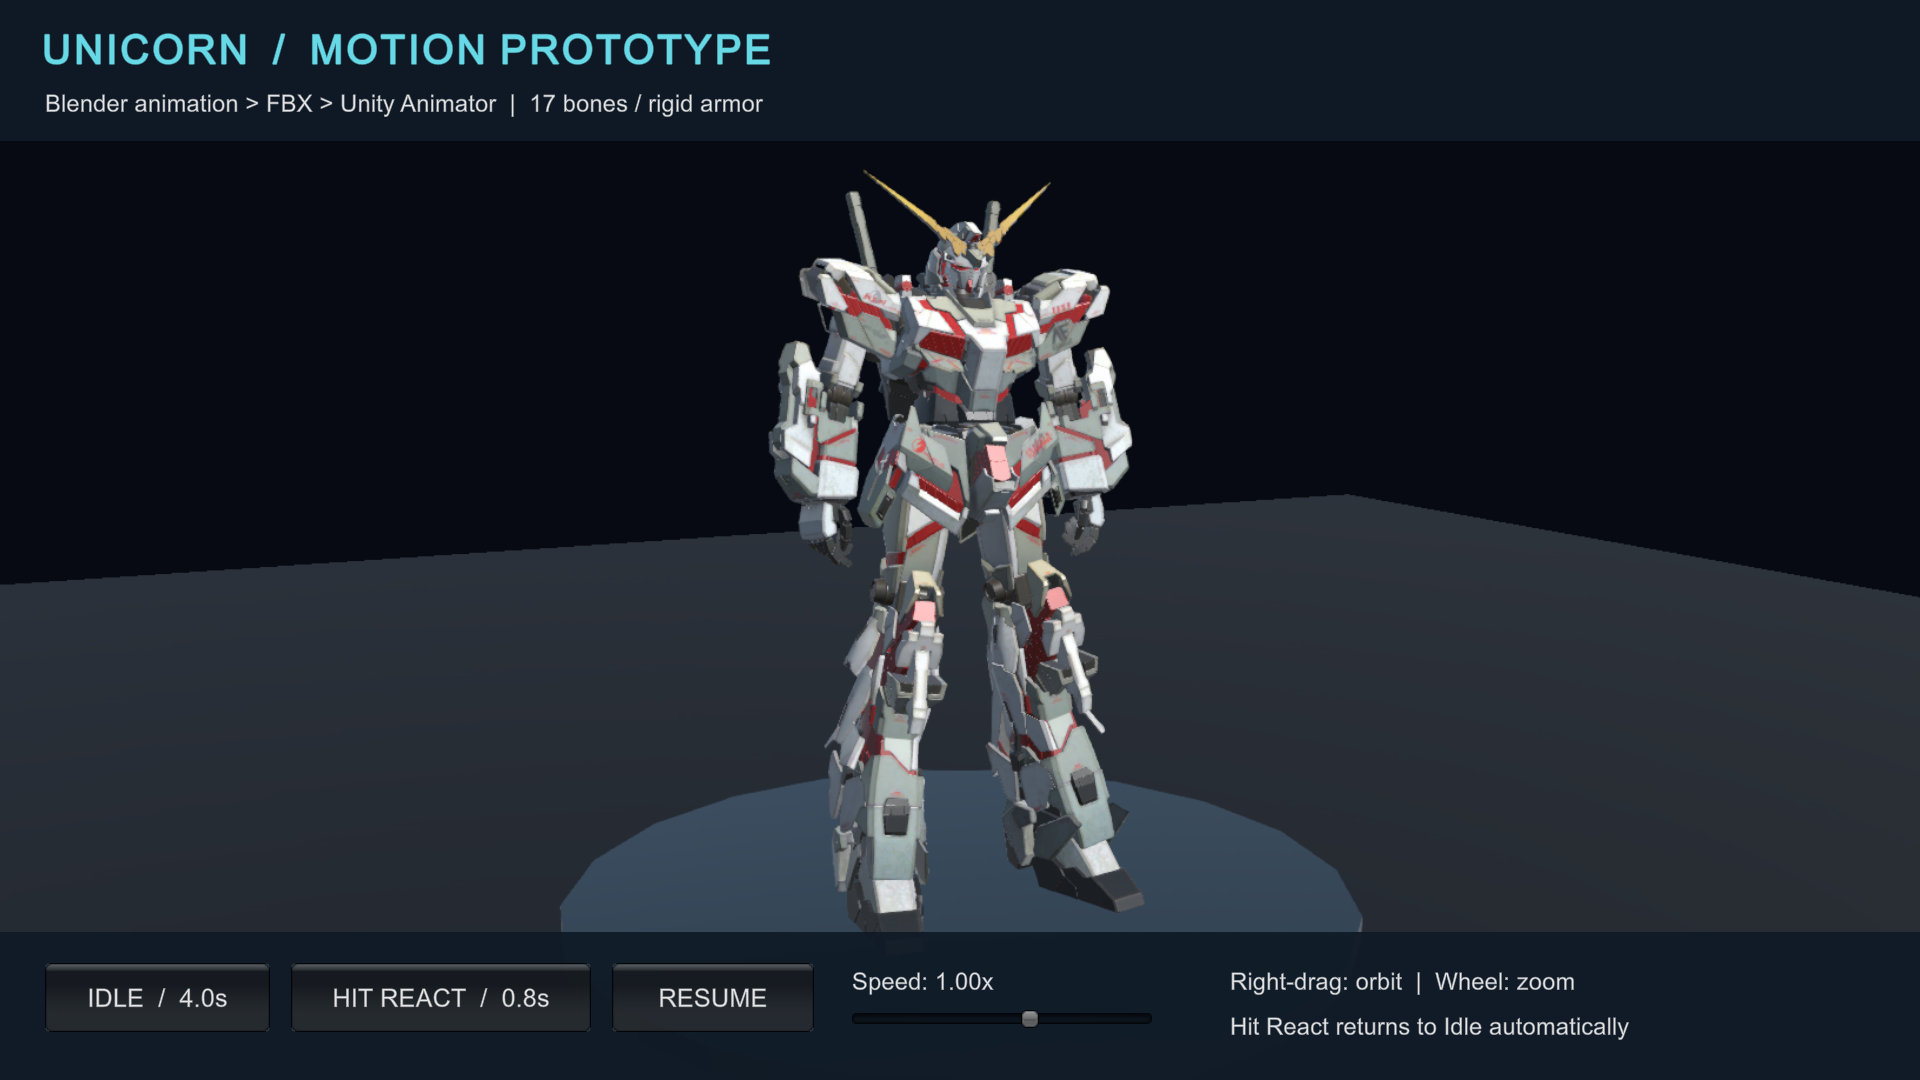 UNICORN / MOTION PROTOTYPE
Blender animation > FBX > Unity Animator | 17 bones / rigid armor
IDLE / 4.0s
HIT REACT / 0.8s
RESUME
Speed: 1.00x
Right-drag: orbit | Wheel: zoom
Hit React returns to Idle automatically